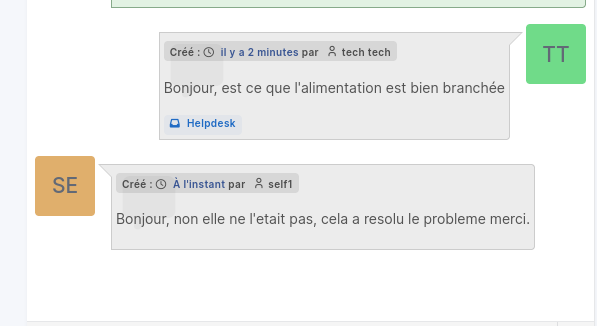 Créé : il y a 2 minutes par tech tech
TT
Bonjour, est ce que l'alimentation est bien branchée
Helpdesk
SE
Créé : À l'instant par self1
Bonjour, non elle ne l'etait pas, cela a resolu le probleme merci.